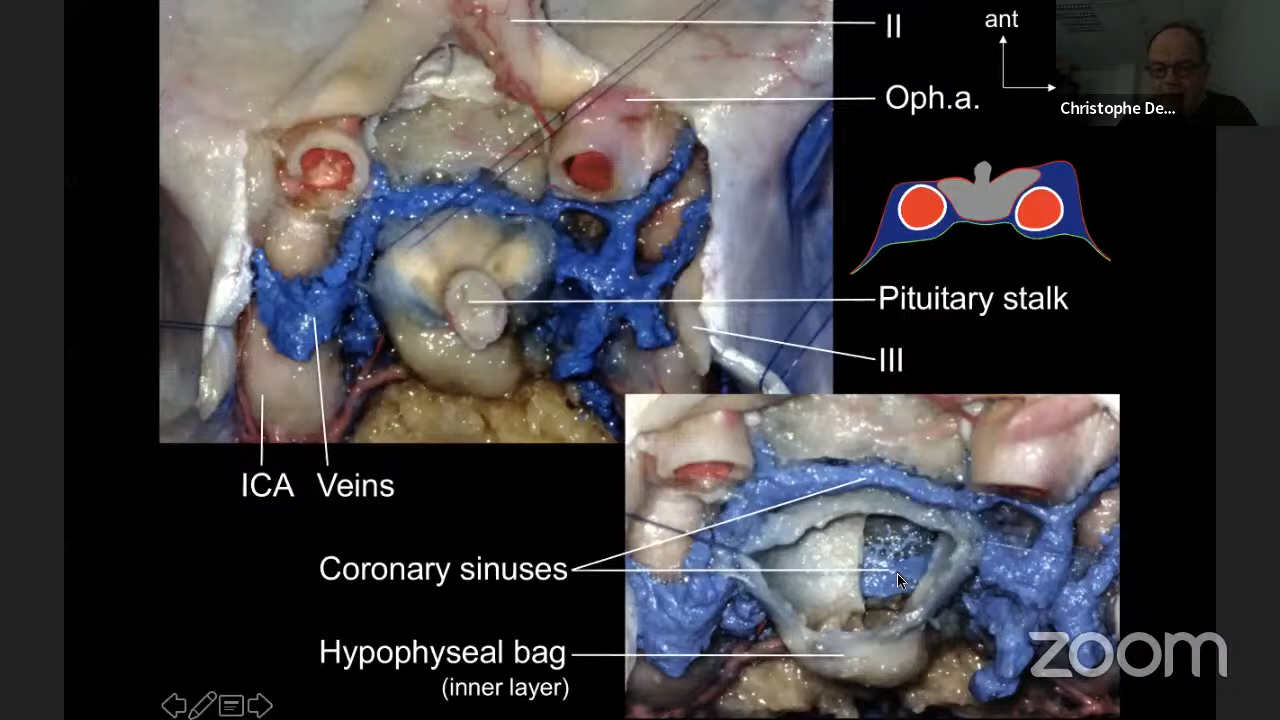 II
ant
Oph.a.
Christophe De...
Pituitary stalk
III
ICA Veins
Coronary sinuses
Hypophyseal bag
(inner layer)
zoom